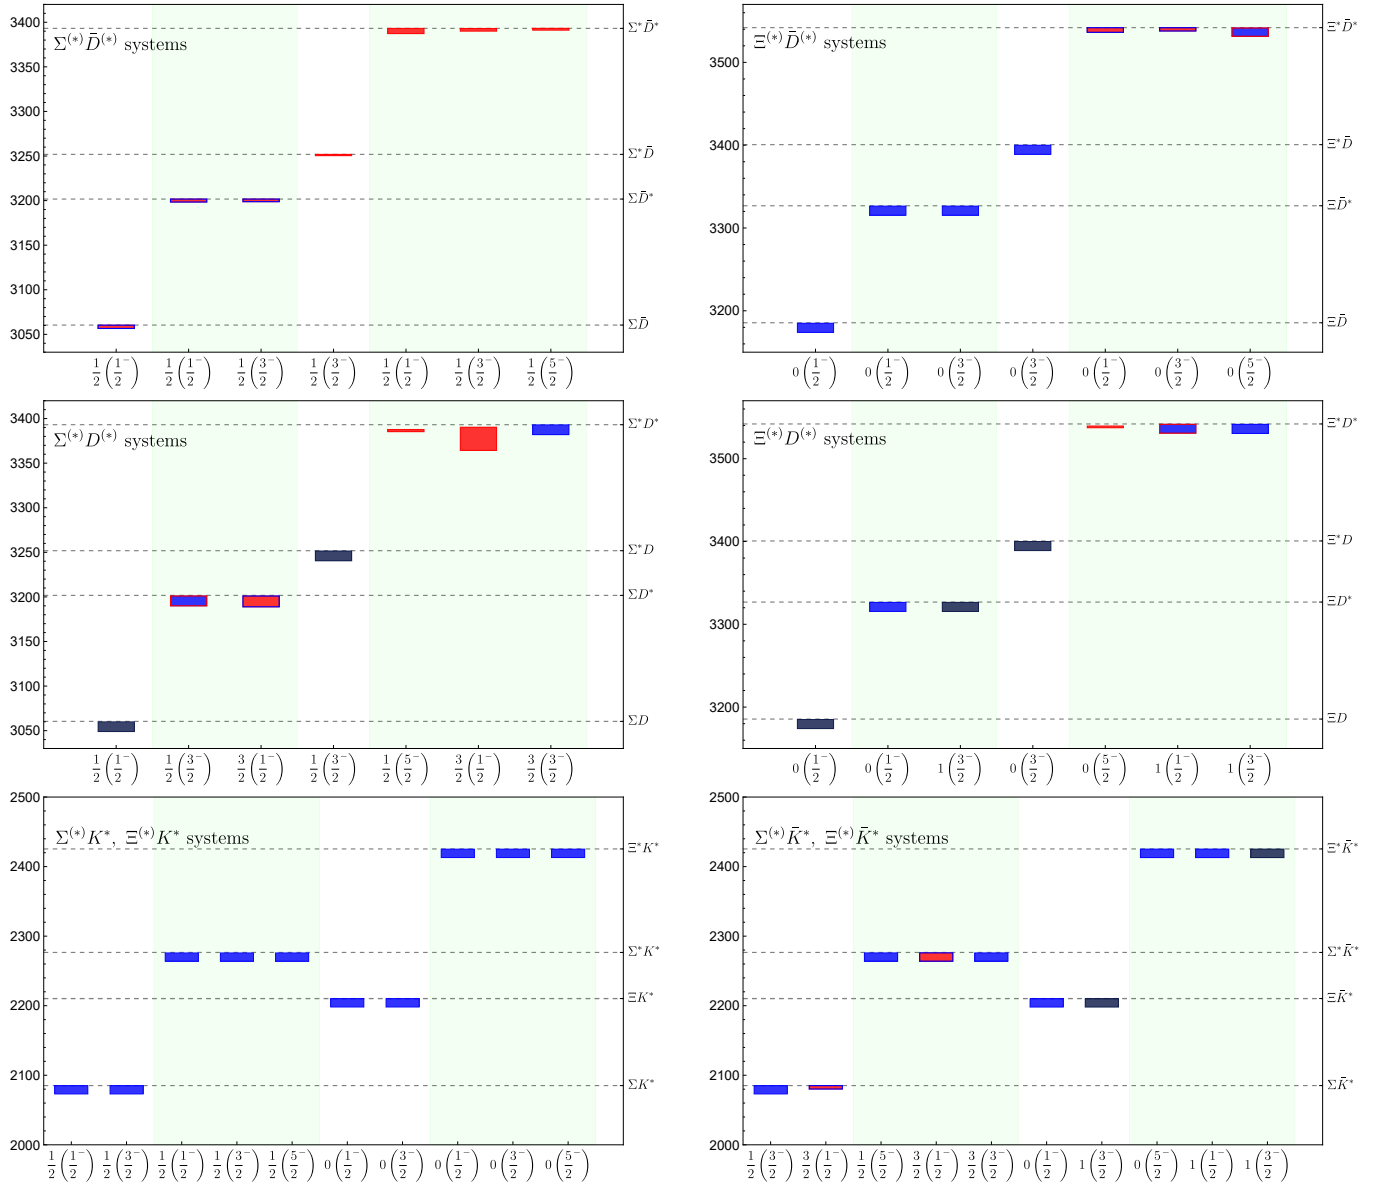 Σ(*)D̄(*) systems
3400
3350
3300
3250
3200
3150
3100
3050
Σ*D̄*
Σ*D̄
ΣD̄*
ΣD̄
1/2(1/2−) 1/2(1/2−) 1/2(3/2−) 1/2(3/2−) 1/2(1/2−) 1/2(3/2−) 1/2(5/2−)
Ξ(*)D̄(*) systems
3500
3400
3300
3200
Ξ*D̄*
Ξ*D̄
ΞD̄*
ΞD̄
0(1/2−) 0(1/2−) 0(3/2−) 0(3/2−) 0(1/2−) 0(3/2−) 0(5/2−)
Σ(*)D(*) systems
3400
3350
3300
3250
3200
3150
3100
3050
Σ*D*
Σ*D
ΣD*
ΣD
1/2(1/2−) 1/2(3/2−) 3/2(1/2−) 1/2(3/2−) 1/2(5/2−) 3/2(1/2−) 3/2(3/2−)
Ξ(*)D(*) systems
3500
3400
3300
3200
Ξ*D*
Ξ*D
ΞD*
ΞD
0(1/2−) 0(1/2−) 1(3/2−) 0(3/2−) 0(5/2−) 1(1/2−) 1(3/2−)
Σ(*)K*, Ξ(*)K* systems
2500
2400
2300
2200
2100
2000
Ξ*K*
Σ*K*
ΞK*
ΣK*
1/2(1/2−) 1/2(3/2−) 1/2(1/2−) 1/2(3/2−) 1/2(5/2−) 0(1/2−) 0(3/2−) 0(1/2−) 0(3/2−) 0(5/2−)
Σ(*)K̄*, Ξ(*)K̄* systems
2500
2400
2300
2200
2100
2000
Ξ*K̄*
Σ*K̄*
ΞK̄*
ΣK̄*
1/2(3/2−) 3/2(1/2−) 1/2(5/2−) 3/2(1/2−) 3/2(3/2−) 0(1/2−) 1(3/2−) 0(5/2−) 1(1/2−) 1(3/2−)